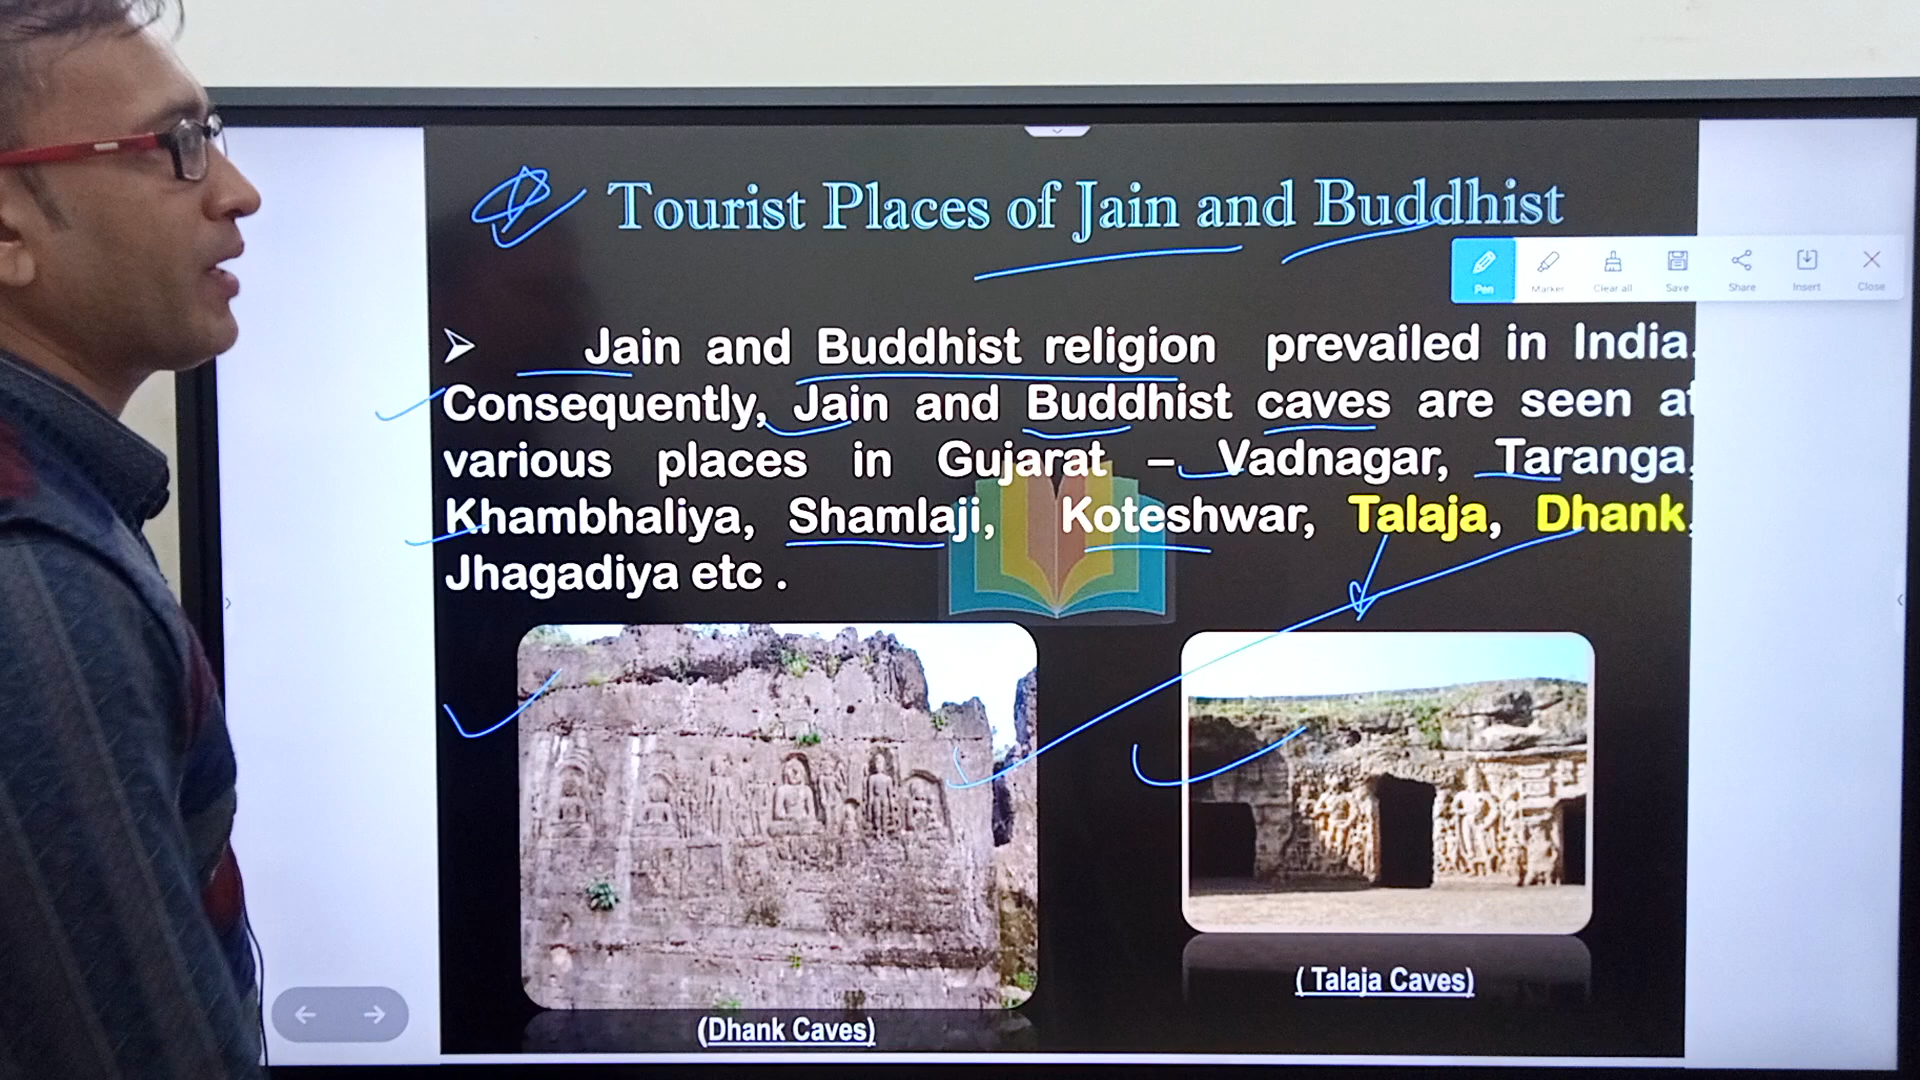 Tourist Places of Jain and Buddhist
Pen Marker Clear all Save Share Insert Close
Jain and Buddhist religion prevailed in India.
Consequently, Jain and Buddhist caves are seen at
various places in Gujarat – Vadnagar, Taranga,
Khambhaliya, Shamlaji, Koteshwar, Talaja, Dhank,
Jhagadiya etc .
( Talaja Caves)
(Dhank Caves)